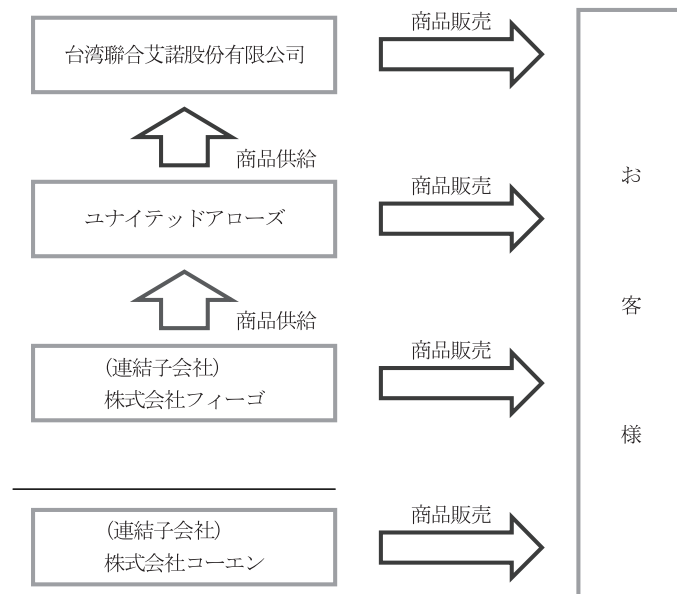 台湾聯合艾諾股份有限公司
商品販売
商品供給
ユナイテッドアローズ
商品販売
商品供給
(連結子会社)
株式会社フィーゴ
商品販売
(連結子会社)
株式会社コーエン
商品販売
お
客
様